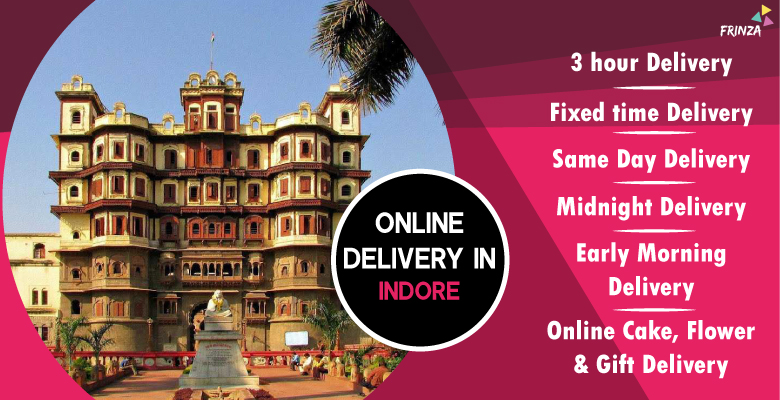 FRINZA
3 hour Delivery
Fixed time Delivery
Same Day Delivery
Midnight Delivery
Early Morning
Delivery
Online Cake, Flower
& Gift Delivery
ONLINE
DELIVERY IN
INDORE